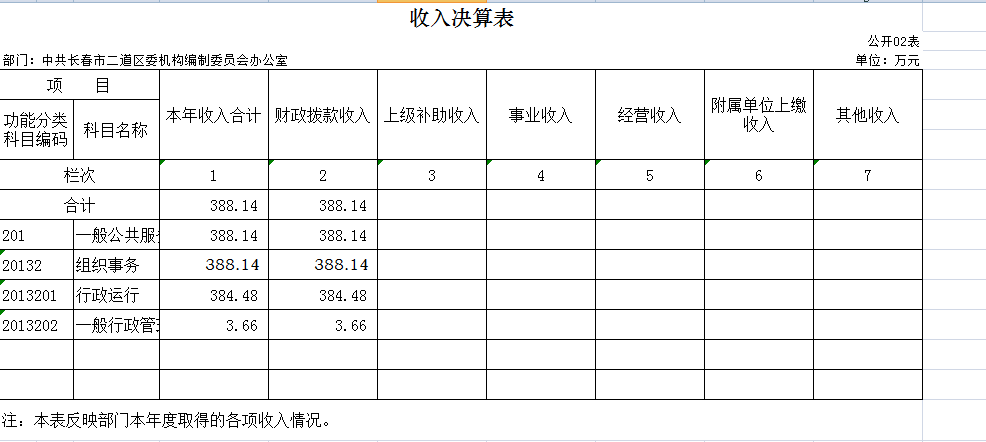 收入决算表
公开02表
部门：中共长春市二道区委机构编制委员会办公室 单位：万元
项 目 本年收入合计 财政拨款收入 上级补助收入 事业收入 经营收入 附属单位上缴收入 其他收入
功能分类科目编码 科目名称
栏次 1 2 3 4 5 6 7
合计 388.14 388.14
201 一般公共服 388.14 388.14
20132 组织事务 388.14 388.14
2013201 行政运行 384.48 384.48
2013202 一般行政管 3.66 3.66
注：本表反映部门本年度取得的各项收入情况。